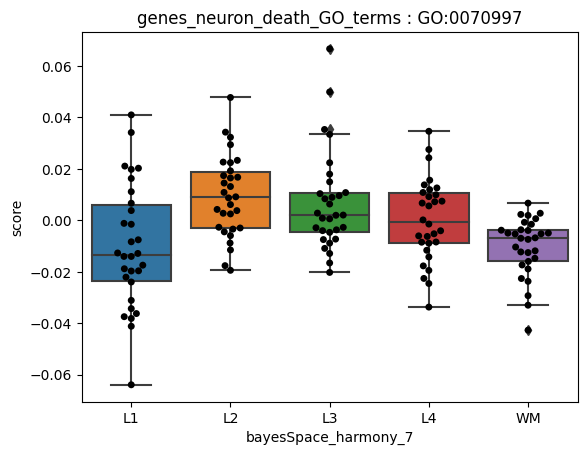 genes_neuron_death_GO_terms : GO:0070997
0.06
0.04
0.02
0.00
−0.02
−0.04
−0.06
score
L1 L2 L3 L4 WM
bayesSpace_harmony_7